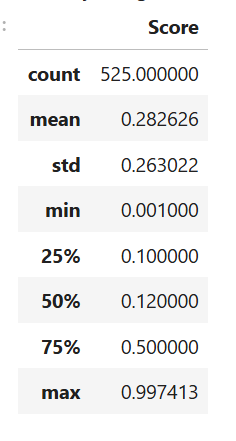 Score
count 525.000000
mean 0.282626
std 0.263022
min 0.001000
25% 0.100000
50% 0.120000
75% 0.500000
max 0.997413